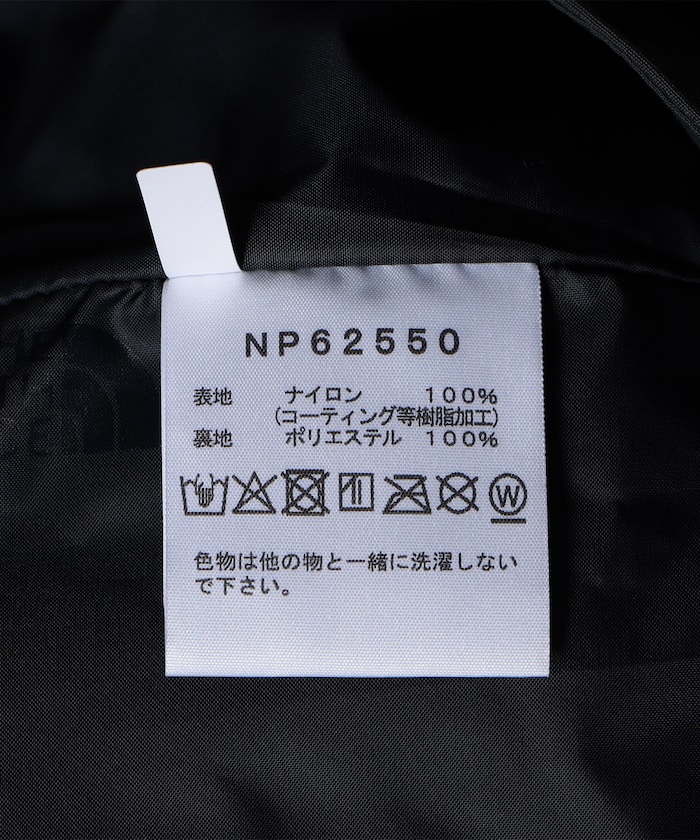 NP62550
表地 ナイロン 100%
(コーティング等樹脂加工)
裏地 ポリエステル 100%
W
色物は他の物と一緒に洗濯しない
で下さい。